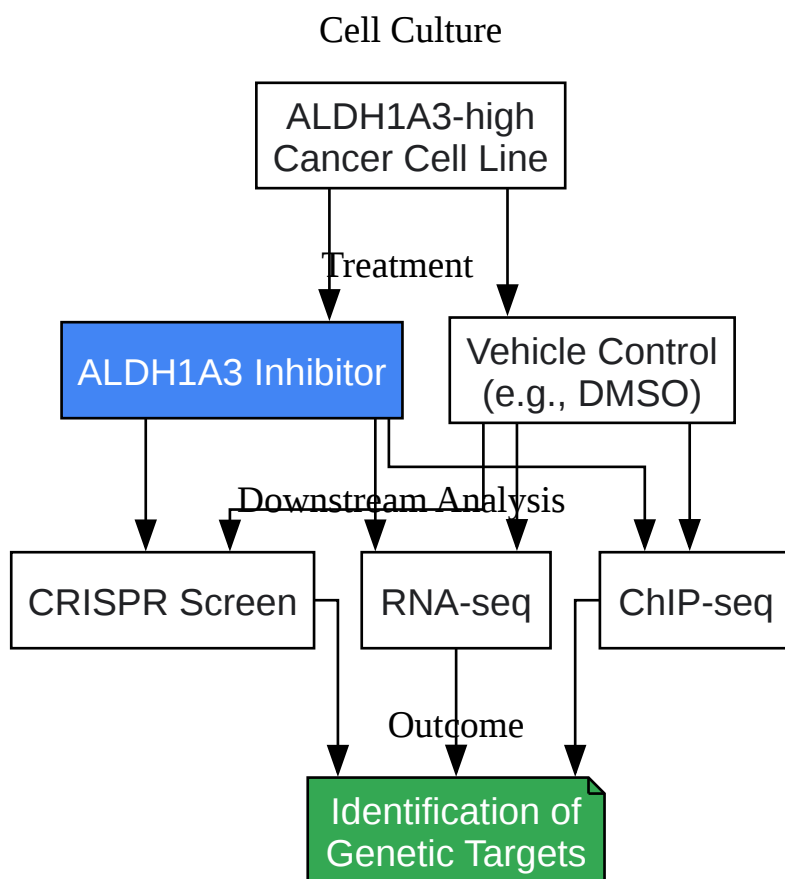 Cell Culture
ALDH1A3-high
Cancer Cell Line
Treatment
ALDH1A3 Inhibitor
Vehicle Control
(e.g., DMSO)
Downstream Analysis
CRISPR Screen
RNA-seq
ChIP-seq
Outcome
Identification of
Genetic Targets